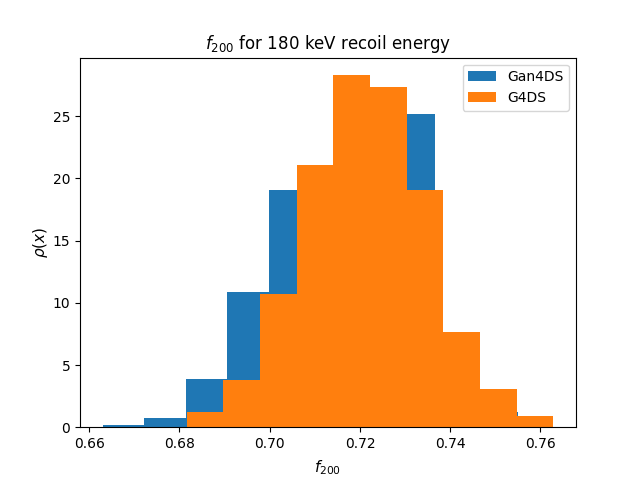 f₂₀₀ for 180 keV recoil energy
Gan4DS
G4DS
ρ(x)
25
20
15
10
5
0
0.66 0.68 0.70 0.72 0.74 0.76
f₂₀₀